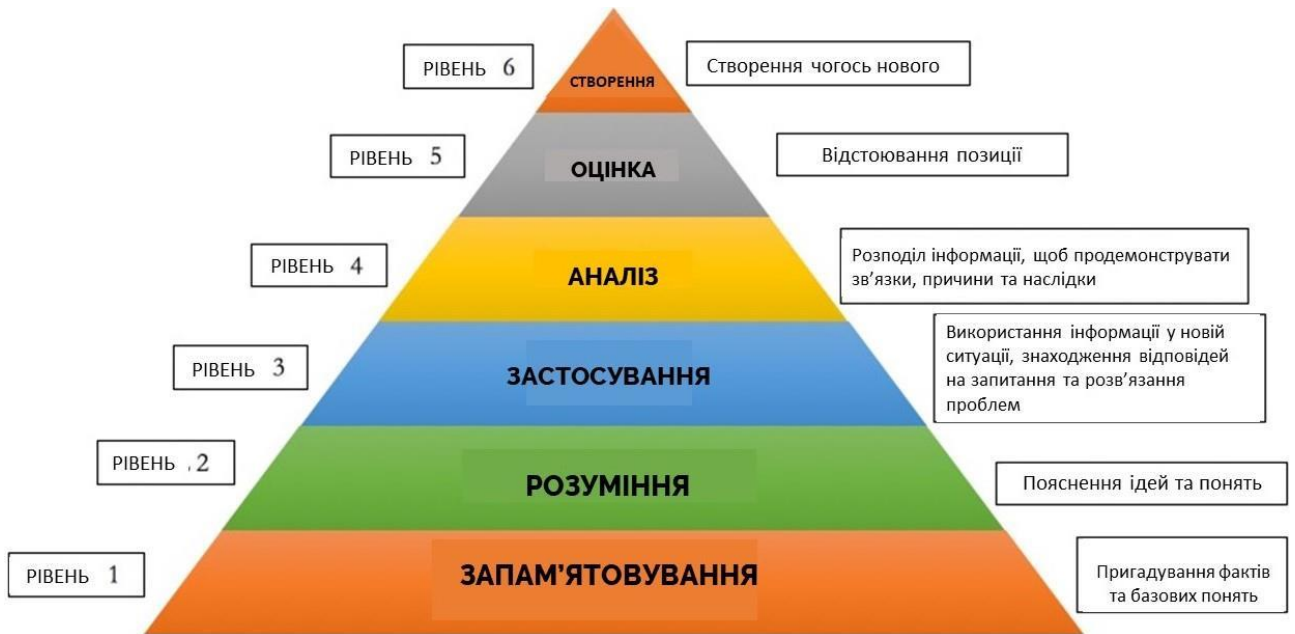 РІВЕНЬ 6
СТВОРЕННЯ
Створення чогось нового
РІВЕНЬ 5
ОЦІНКА
Відстоювання позиції
РІВЕНЬ 4
АНАЛІЗ
Розподіл інформації, щоб продемонструвати
зв’язки, причини та наслідки
РІВЕНЬ 3
ЗАСТОСУВАННЯ
Використання інформації у новій
ситуації, знаходження відповідей
на запитання та розв’язання
проблем
РІВЕНЬ .2
РОЗУМІННЯ
Пояснення ідей та понять
РІВЕНЬ 1
ЗАПАМ’ЯТОВУВАННЯ
Пригадування фактів
та базових понять